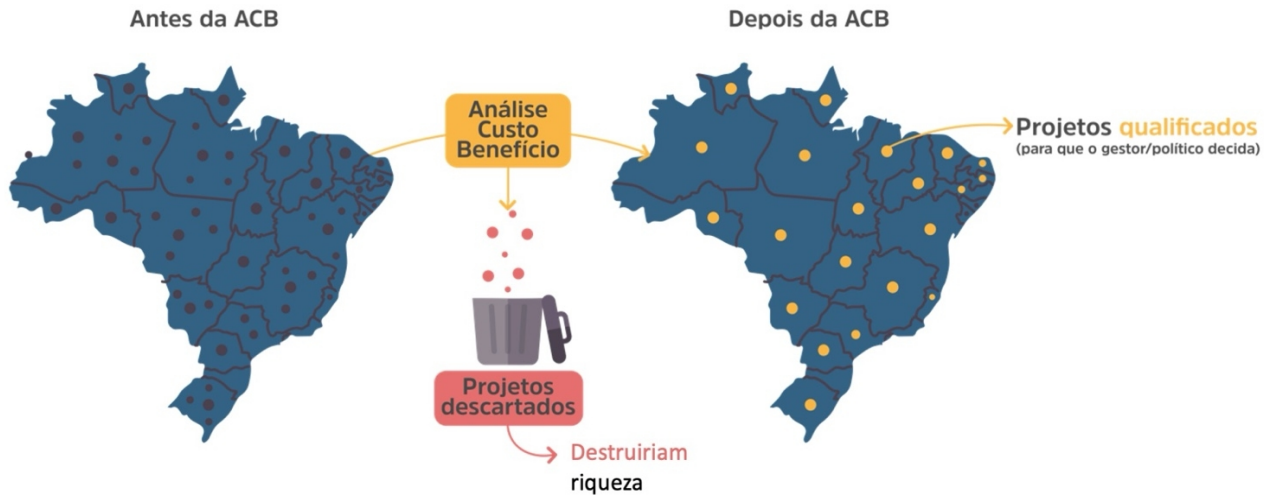 Antes da ACB
Depois da ACB
Análise
Custo
Benefício
Projetos qualificados
(para que o gestor/político decida)
Projetos
descartados
Destruiriam
riqueza